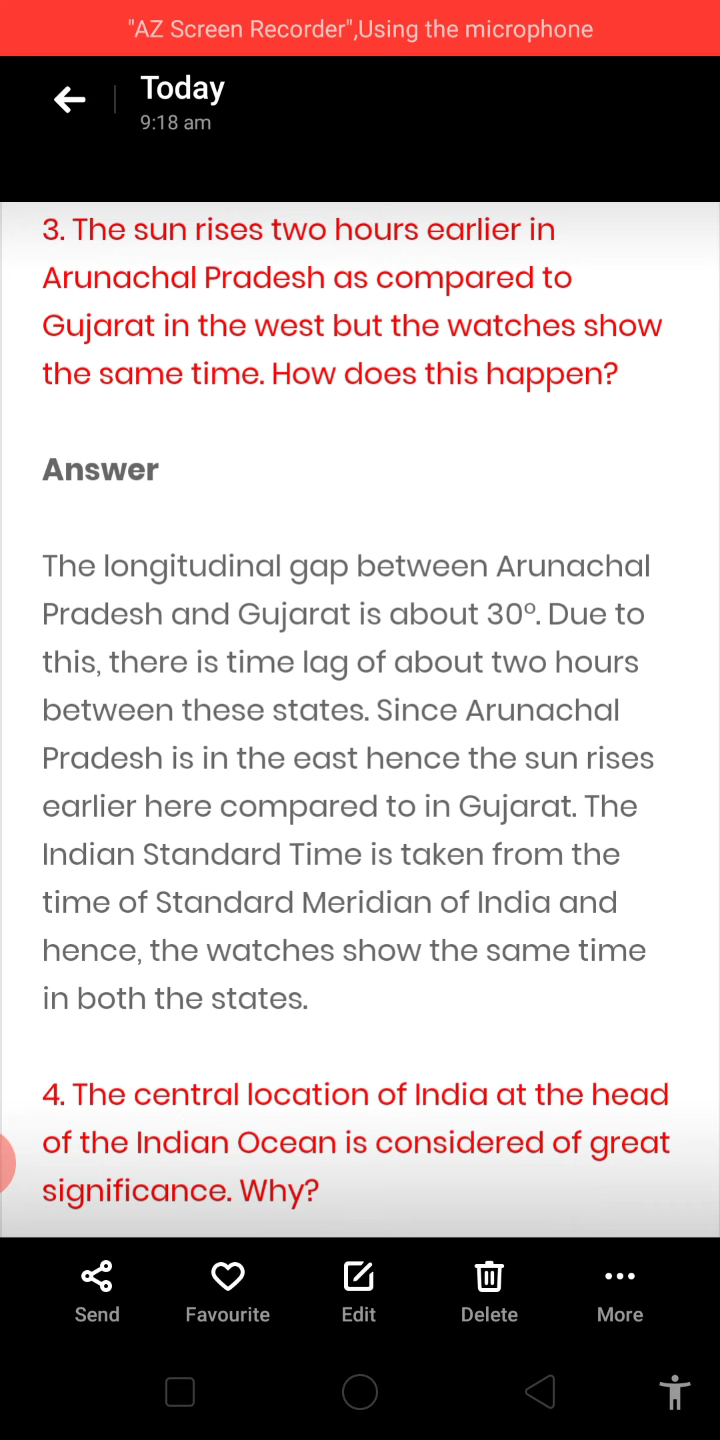 "AZ Screen Recorder",Using the microphone
Today
9:18 am
3. The sun rises two hours earlier in
Arunachal Pradesh as compared to
Gujarat in the west but the watches show
the same time. How does this happen?
Answer
The longitudinal gap between Arunachal
Pradesh and Gujarat is about 30º. Due to
this, there is time lag of about two hours
between these states. Since Arunachal
Pradesh is in the east hence the sun rises
earlier here compared to in Gujarat. The
Indian Standard Time is taken from the
time of Standard Meridian of India and
hence, the watches show the same time
in both the states.
4. The central location of India at the head
of the Indian Ocean is considered of great
significance. Why?
Send Favourite Edit Delete More